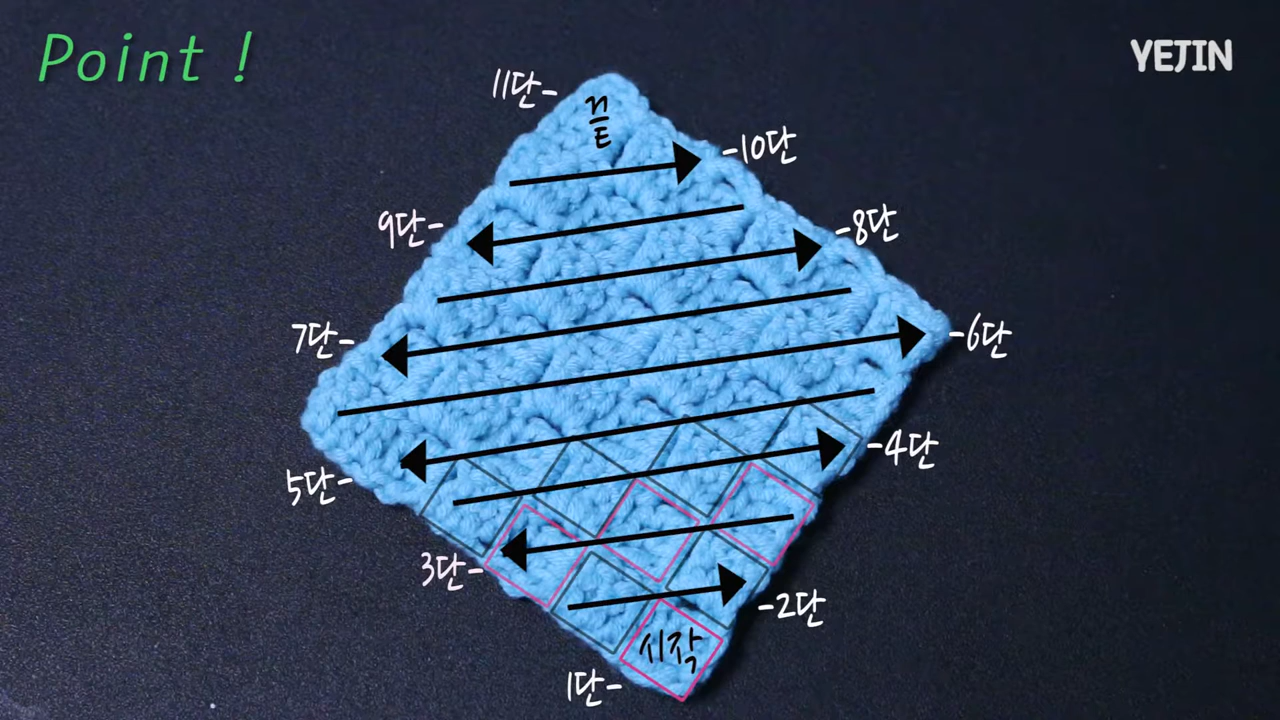 Point !
YEJIN
11단-
끝
-10단
9단-
-8단
7단-
-6단
-4단
5단-
3단-
-2단
시작
1단-